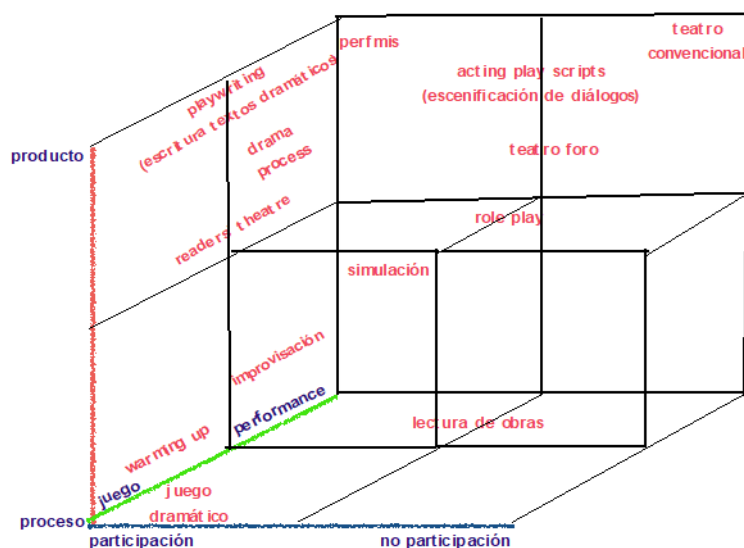 teatro
convencional
perfmis
acting play scripts
(escenificación de diálogos)
playwriting
(escritura textos dramáticos)
drama
process
teatro foro
producto
readers theatre
role play
simulación
improvisación
performance
lectura de obras
warming up
juego
juego
dramático
proceso
participación
no participación